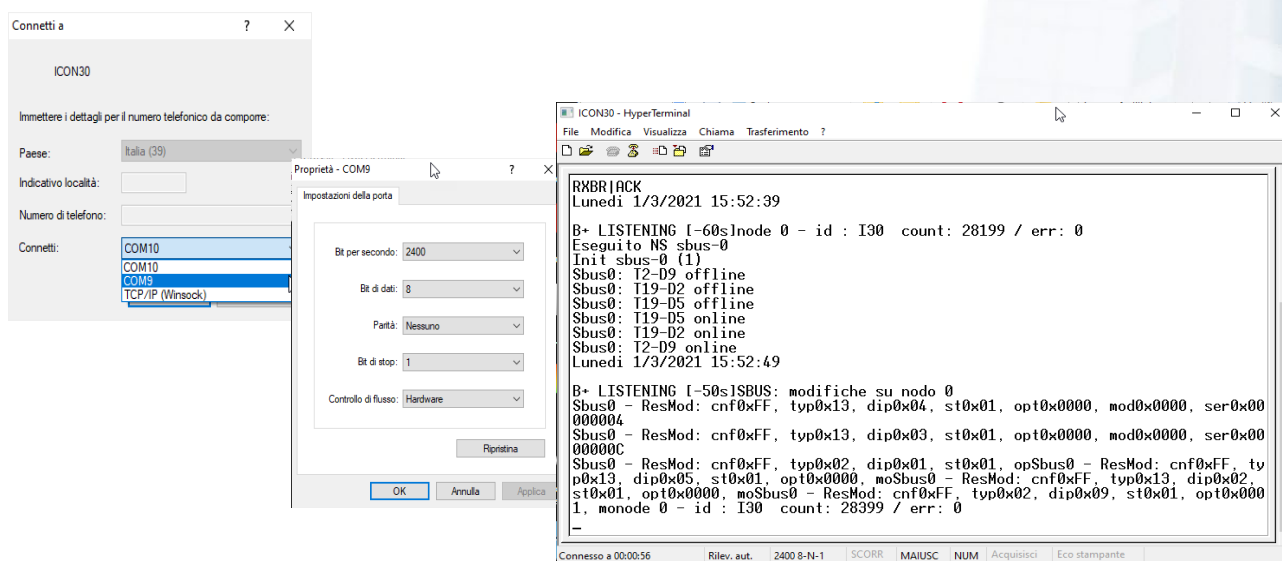 Connetti a
?
ICON30
Immettere i dettagli per il numero telefonico da comporre:
Paese:
Italia (39)
Indicativo località:
Numero di telefono:
Connetti:
COM10
COM10
COM9
TCP/IP (Winsock)
Proprietà - COM9
?
Impostazioni della porta
Bit per secondo: 2400
Bit di dati: 8
Parità: Nessuno
Bit di stop: 1
Controllo di flusso: Hardware
Ripristina
OK Annulla Applica
ICON30 - HyperTerminal
File Modifica Visualizza Chiama Trasferimento ?
RXBR|ACK
Lunedi 1/3/2021 15:52:39
B+ LISTENING [-60s]node 0 - id : I30 count: 28199 / err: 0
Eseguito NS sbus-0
Init sbus-0 (1)
Sbus0: T2-D9 offline
Sbus0: T19-D2 offline
Sbus0: T19-D5 offline
Sbus0: T19-D5 online
Sbus0: T19-D2 online
Sbus0: T2-D9 online
Lunedi 1/3/2021 15:52:49
B+ LISTENING [-50s]SBUS: modifiche su nodo 0
Sbus0 - ResMod: cnf0xFF, typ0x13, dip0x04, st0x01, opt0x0000, mod0x0000, ser0x00
000004
Sbus0 - ResMod: cnf0xFF, typ0x13, dip0x03, st0x01, opt0x0000, mod0x0000, ser0x00
00000C
Sbus0 - ResMod: cnf0xFF, typ0x02, dip0x01, st0x01, opSbus0 - ResMod: cnf0xFF, ty
p0x13, dip0x05, st0x01, opt0x0000, moSbus0 - ResMod: cnf0xFF, typ0x13, dip0x02,
st0x01, opt0x0000, moSbus0 - ResMod: cnf0xFF, typ0x02, dip0x09, st0x01, opt0x000
1, monode 0 - id : I30 count: 28399 / err: 0
Connesso a 00:00:56 Rilev. aut. 2400 8-N-1 SCORR MAIUSC NUM Acquisisci Eco stampante